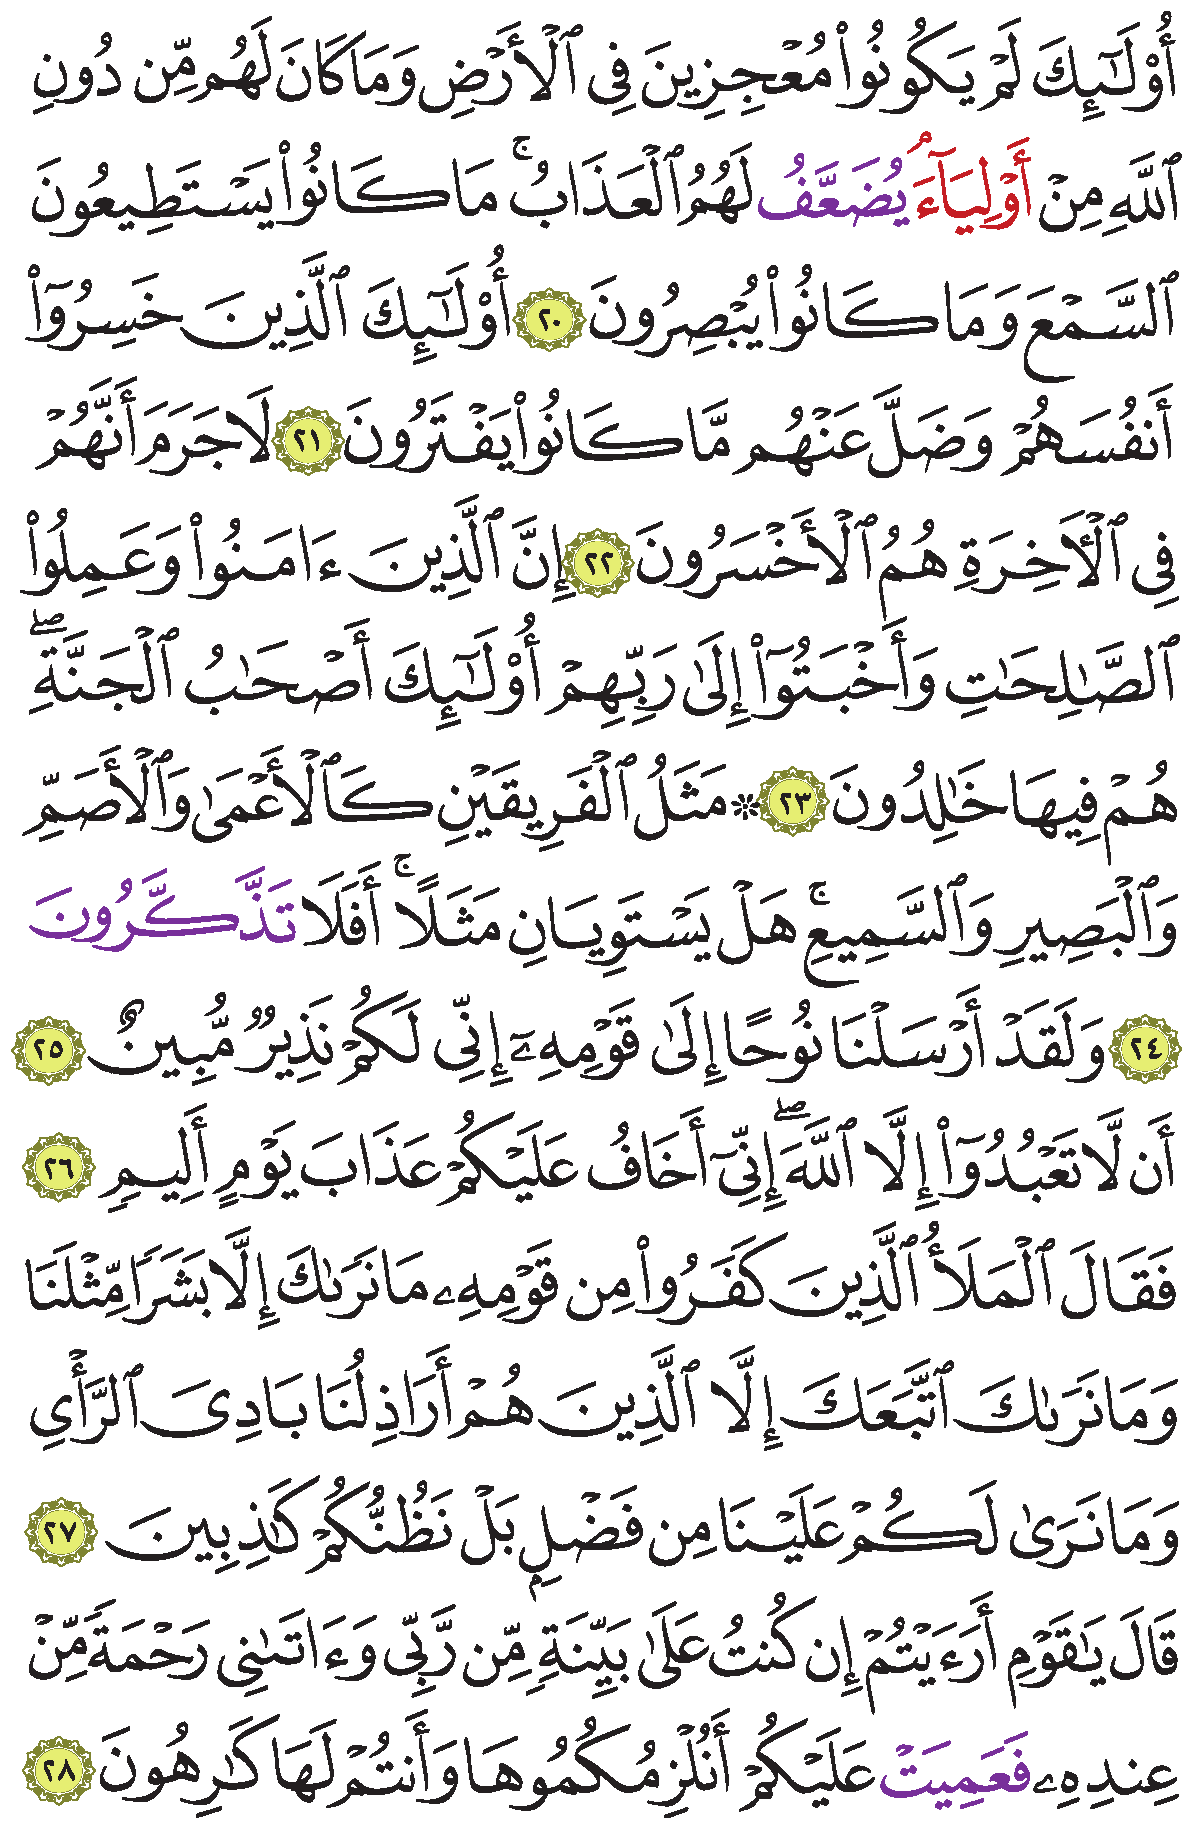 أُوْلَـٰٓئِكَ لَمْ يَكُونُواْ مُعْجِزِينَ فِى ٱلْأَرْضِ وَمَا كَانَ لَهُم مِّن دُونِ
ٱللَّهِ مِنْ أَوْلِيَآءَ ۘ يُضَعَّفُ لَهُمُ ٱلْعَذَابُ ۚ مَا كَانُواْ يَسْتَطِيعُونَ
ٱلسَّمْعَ وَمَا كَانُواْ يُبْصِرُونَ ٢٠ أُوْلَـٰٓئِكَ ٱلَّذِينَ خَسِرُوٓاْ
أَنفُسَهُمْ وَضَلَّ عَنْهُم مَّا كَانُواْ يَفْتَرُونَ ٢١ لَا جَرَمَ أَنَّهُمْ
فِى ٱلْأَخِرَةِ هُمُ ٱلْأَخْسَرُونَ ٢٢ إِنَّ ٱلَّذِينَ ءَامَنُواْ وَعَمِلُواْ
ٱلصَّـٰلِحَـٰتِ وَأَخْبَتُوٓاْ إِلَىٰ رَبِّهِمْ أُوْلَـٰٓئِكَ أَصْحَـٰبُ ٱلْجَنَّةِ ۖ
هُمْ فِيهَا خَـٰلِدُونَ ٢٣ ۞ مَثَلُ ٱلْفَرِيقَيْنِ كَٱلْأَعْمَىٰ وَٱلْأَصَمِّ
وَٱلْبَصِيرِ وَٱلسَّمِيعِ ۚ هَلْ يَسْتَوِيَانِ مَثَلًا ۚ أَفَلَا تَذَّكَّرُونَ
٢٤ وَلَقَدْ أَرْسَلْنَا نُوحًا إِلَىٰ قَوْمِهِۦٓ إِنِّى لَكُمْ نَذِيرٌ مُّبِينٌ ٢٥
أَن لَّا تَعْبُدُوٓاْ إِلَّا ٱللَّهَ ۖ إِنِّىٓ أَخَافُ عَلَيْكُمْ عَذَابَ يَوْمٍ أَلِيمٍ ٢٦
فَقَالَ ٱلْمَلَأُ ٱلَّذِينَ كَفَرُواْ مِن قَوْمِهِۦ مَا نَرَىٰكَ إِلَّا بَشَرًا مِّثْلَنَا
وَمَا نَرَىٰكَ ٱتَّبَعَكَ إِلَّا ٱلَّذِينَ هُمْ أَرَاذِلُنَا بَادِىَ ٱلرَّأْىِ
وَمَا نَرَىٰ لَكُمْ عَلَيْنَا مِن فَضْلٍۭ بَلْ نَظُنُّكُمْ كَـٰذِبِينَ ٢٧
قَالَ يَـٰقَوْمِ أَرَءَيْتُمْ إِن كُنتُ عَلَىٰ بَيِّنَةٍ مِّن رَّبِّى وَءَاتَىٰنِى رَحْمَةً مِّنْ
عِندِهِۦ فَعَمِيَتْ عَلَيْكُمْ أَنُلْزِمُكُمُوهَا وَأَنتُمْ لَهَا كَـٰرِهُونَ ٢٨